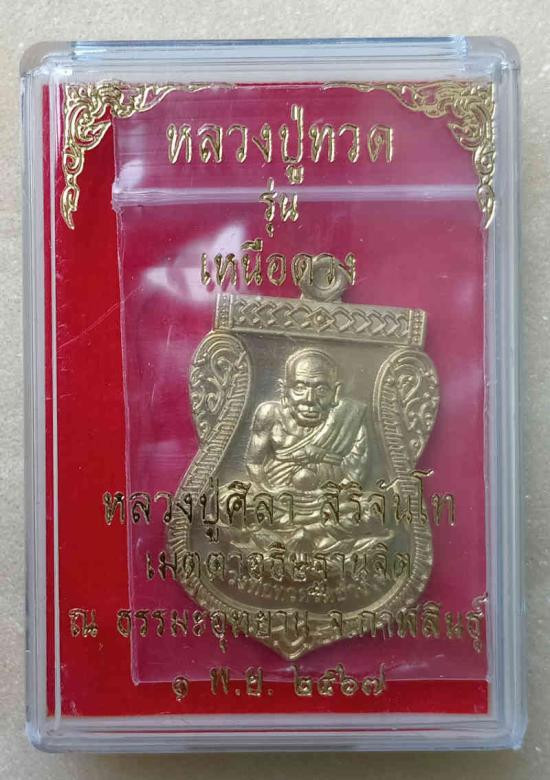 หลวงปู่ทวด
รุ่น
เหนือดวง
หลวงปู่ศิลา สิริจันโท
เมตตาอธิษฐานจิต
ณ ธรรมะอุทยาน จ.กาฬสินธุ์
๑ พ.ย. ๒๕๖๗